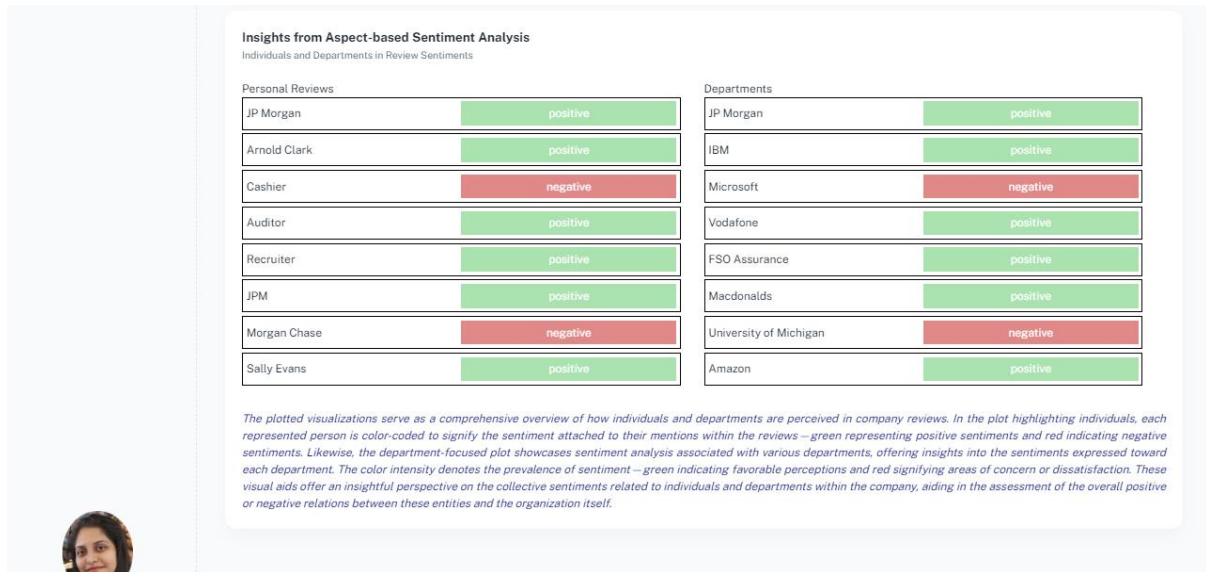 Insights from Aspect-based Sentiment Analysis
Individuals and Departments in Review Sentiments
Personal Reviews
JP Morgan positive
Arnold Clark positive
Cashier negative
Auditor positive
Recruiter positive
JPM positive
Morgan Chase negative
Sally Evans positive
Departments
JP Morgan positive
IBM positive
Microsoft negative
Vodafone positive
FSO Assurance positive
Macdonalds positive
University of Michigan negative
Amazon positive
The plotted visualizations serve as a comprehensive overview of how individuals and departments are perceived in company reviews. In the plot highlighting individuals, each
represented person is color-coded to signify the sentiment attached to their mentions within the reviews—green representing positive sentiments and red indicating negative
sentiments. Likewise, the department-focused plot showcases sentiment analysis associated with various departments, offering insights into the sentiments expressed toward
each department. The color intensity denotes the prevalence of sentiment—green indicating favorable perceptions and red signifying areas of concern or dissatisfaction. These
visual aids offer an insightful perspective on the collective sentiments related to individuals and departments within the company, aiding in the assessment of the overall positive
or negative relations between these entities and the organization itself.